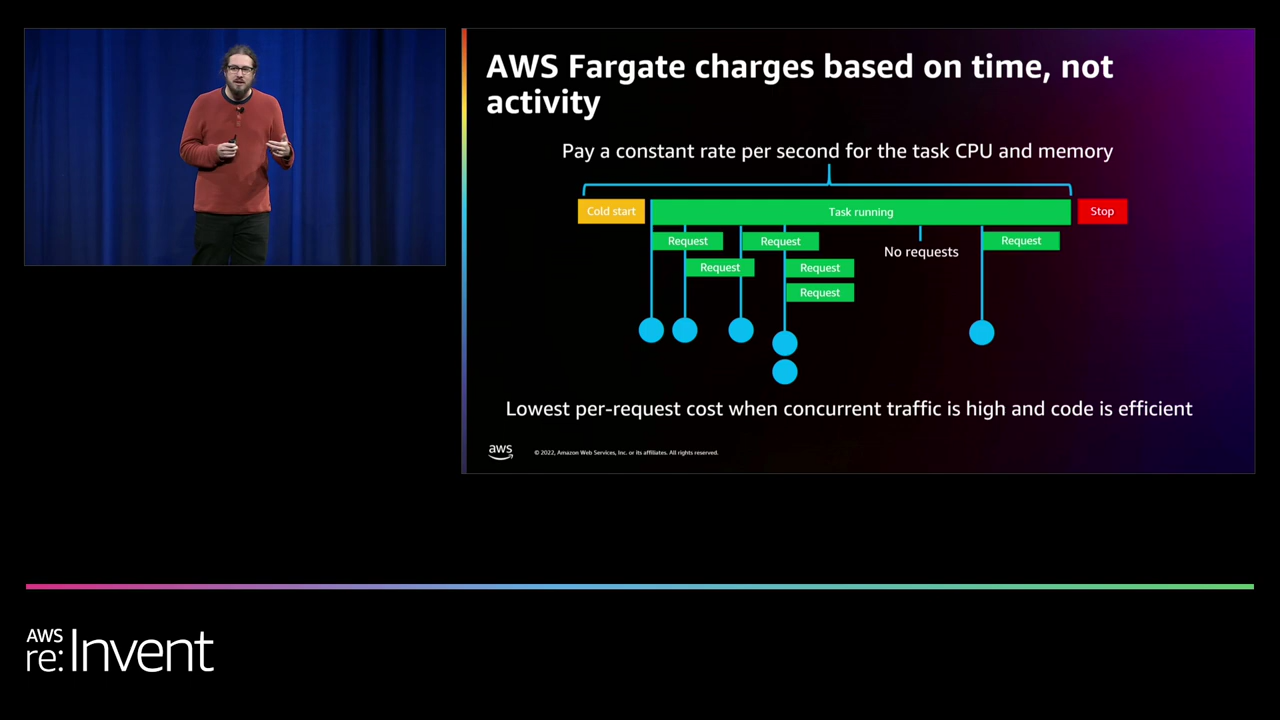 AWS Fargate charges based on time, not
activity
Pay a constant rate per second for the task CPU and memory
Cold start
Task running
Stop
Request
Request
No requests
Request
Request
Request
Request
Lowest per-request cost when concurrent traffic is high and code is efficient
aws
© 2022, Amazon Web Services, Inc. or its affiliates. All rights reserved.
AWS
re:Invent